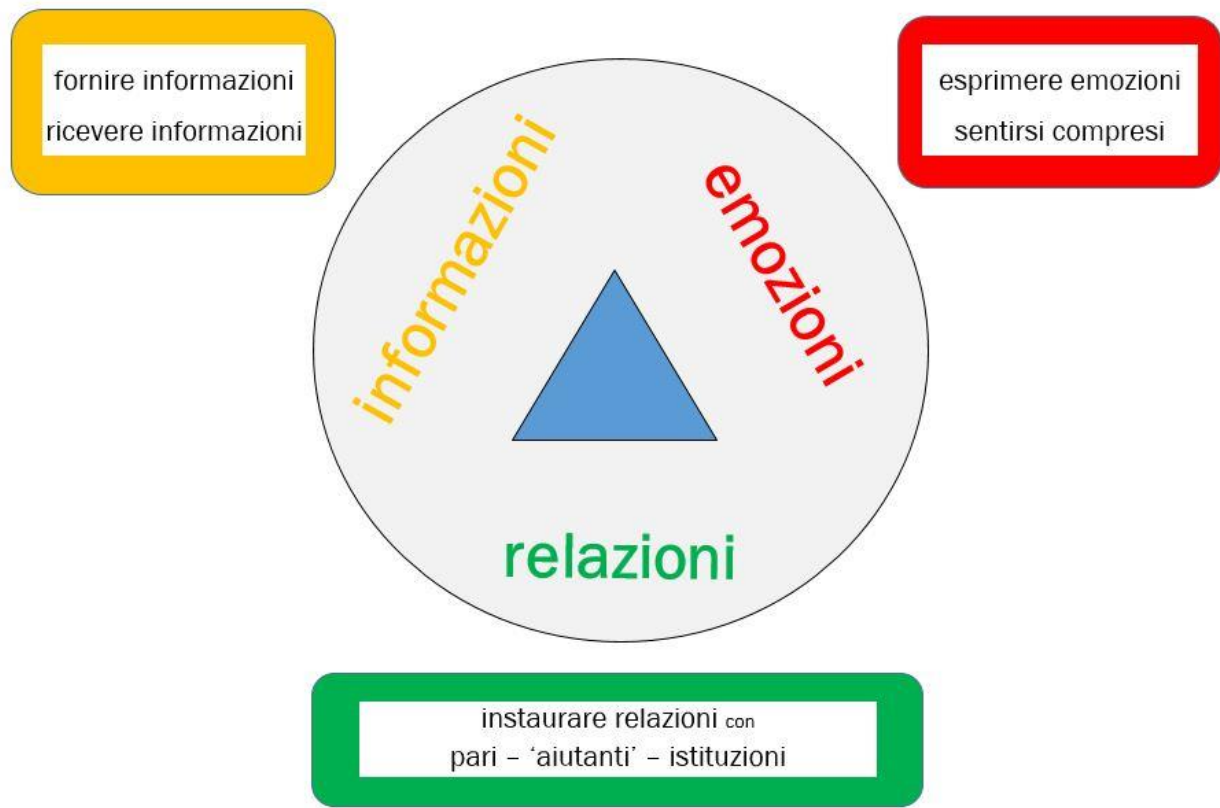 fornire informazioni
ricevere informazioni
esprimere emozioni
sentirsi compresi
informazioni
emozioni
relazioni
instaurare relazioni con
pari – ‘aiutanti’ – istituzioni